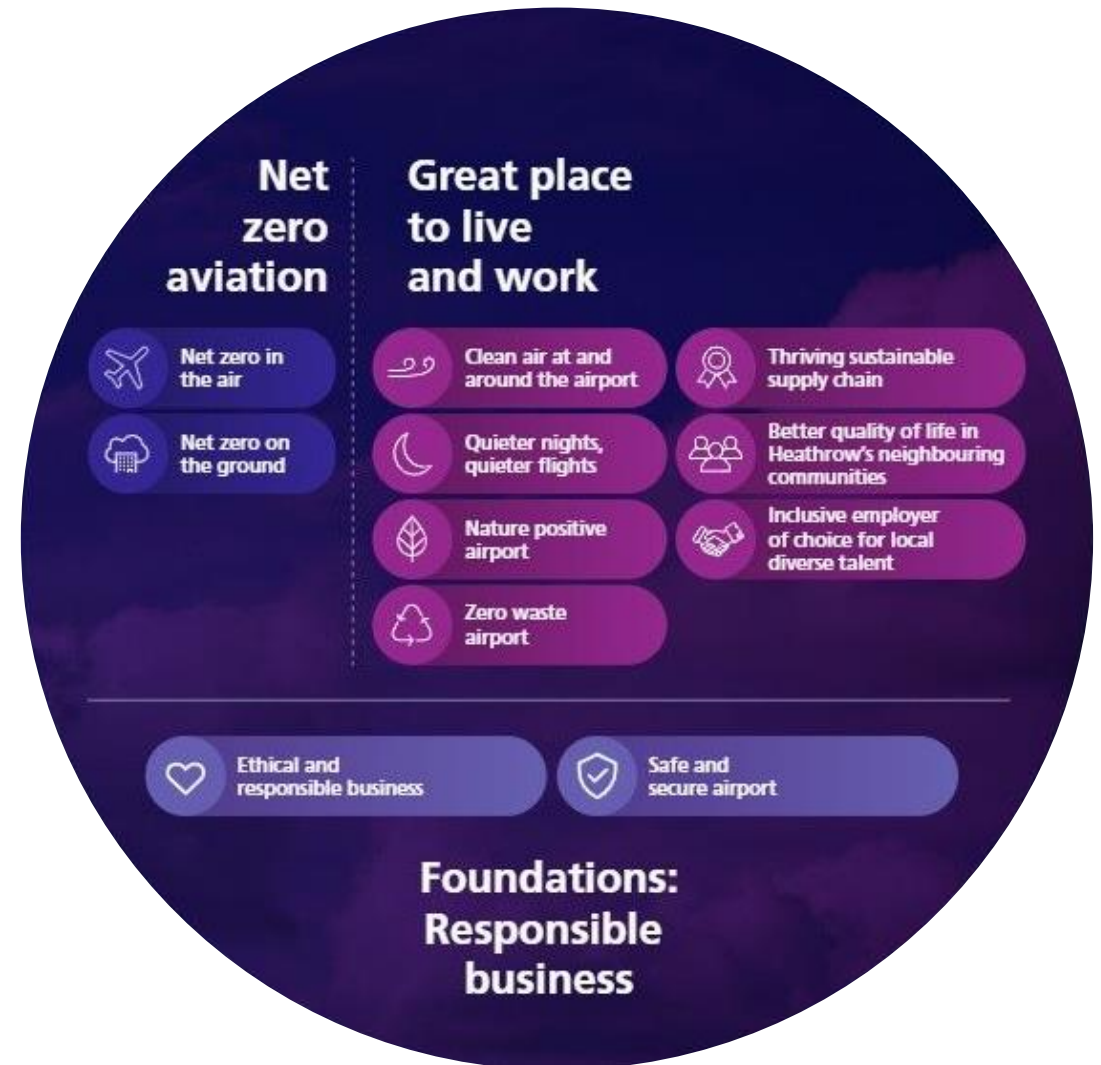 Net
zero
aviation
Net zero in
the air
Net zero on
the ground
Great place
to live
and work
Clean air at and
around the airport
Quieter nights,
quieter flights
Nature positive
airport
Zero waste
airport
Thriving sustainable
supply chain
Better quality of life in
Heathrow's neighbouring
communities
Inclusive employer
of choice for local
diverse talent
Ethical and
responsible business
Safe and
secure airport
Foundations:
Responsible
business